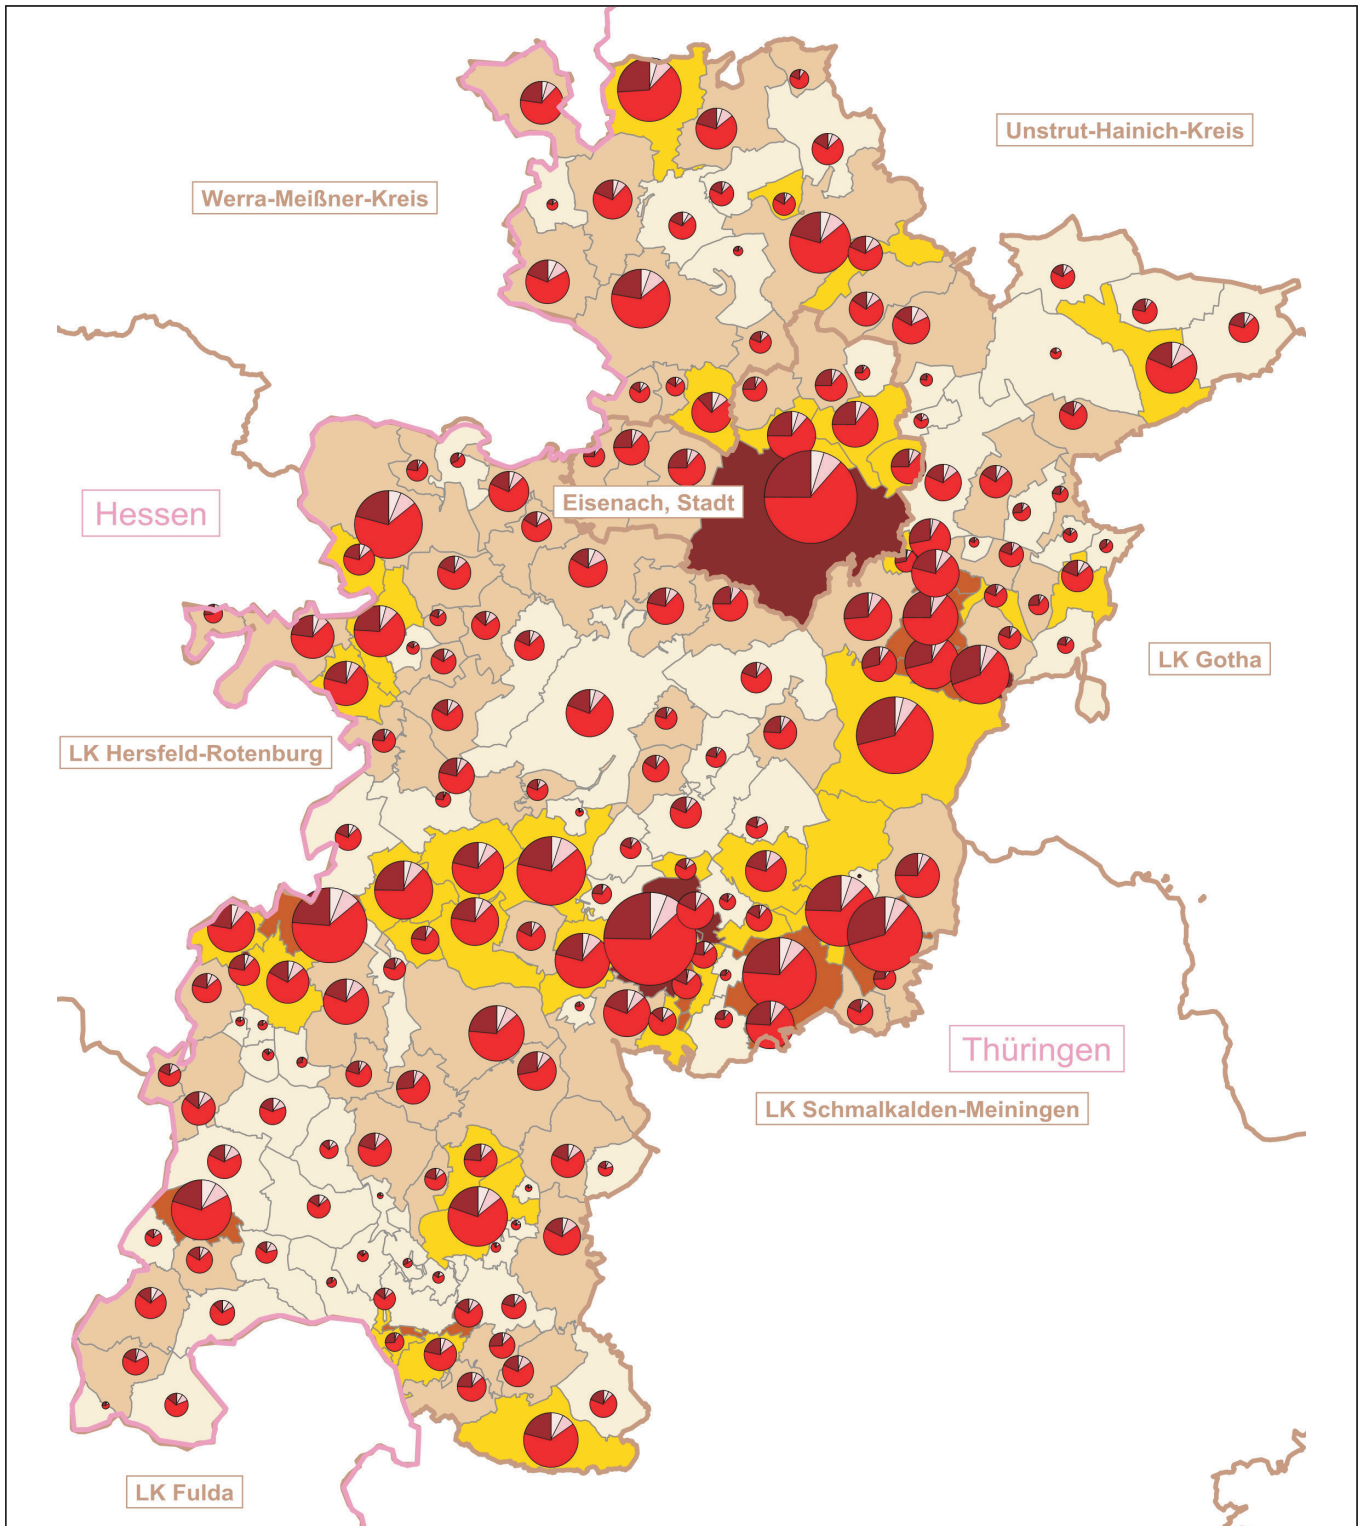 Unstrut-Hainich-Kreis
Werra-Meißner-Kreis
Eisenach, Stadt
Hessen
LK Gotha
LK Hersfeld-Rotenburg
Thüringen
LK Schmalkalden-Meiningen
LK Fulda